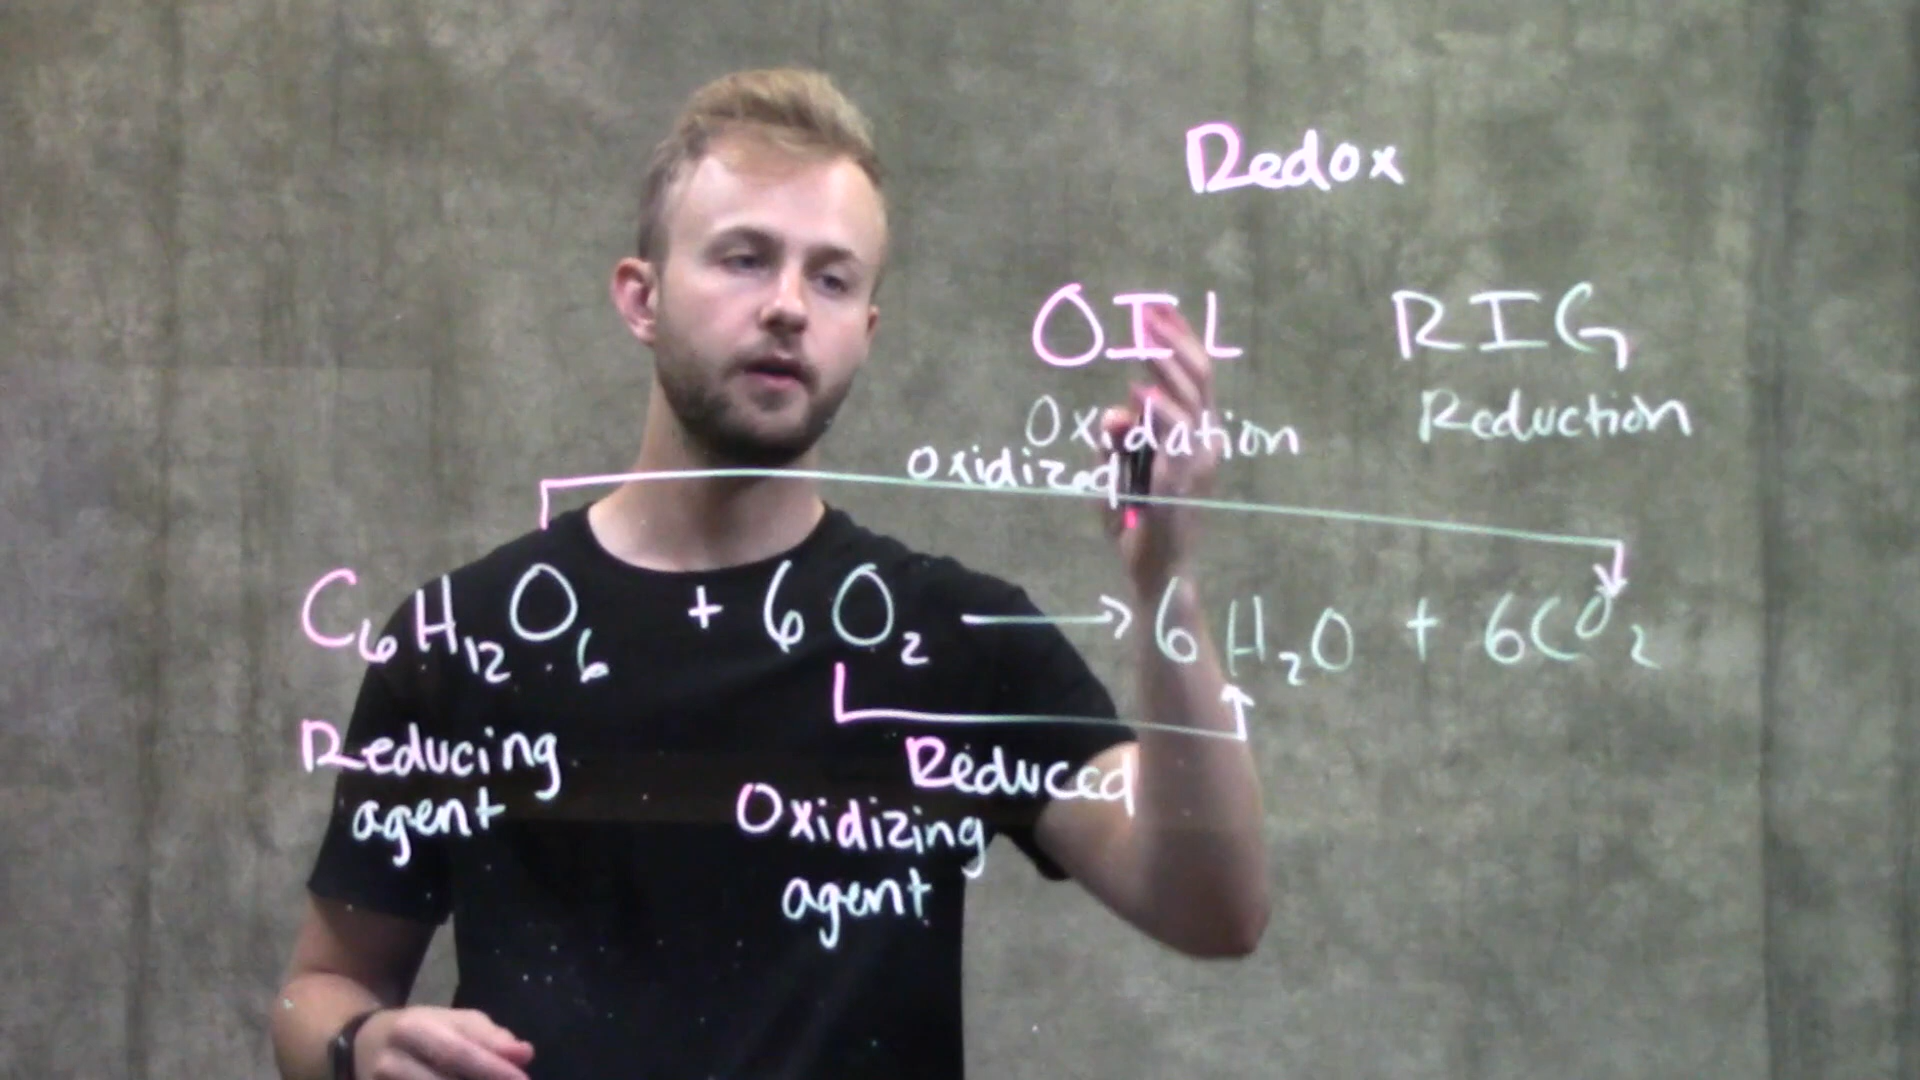 Redox
OIL RIG
Oxidation Reduction
Oxidized
C₆H₁₂O₆ + 6O₂ → 6H₂O + 6CO₂
Reduced
Reducing
agent
Oxidizing
agent